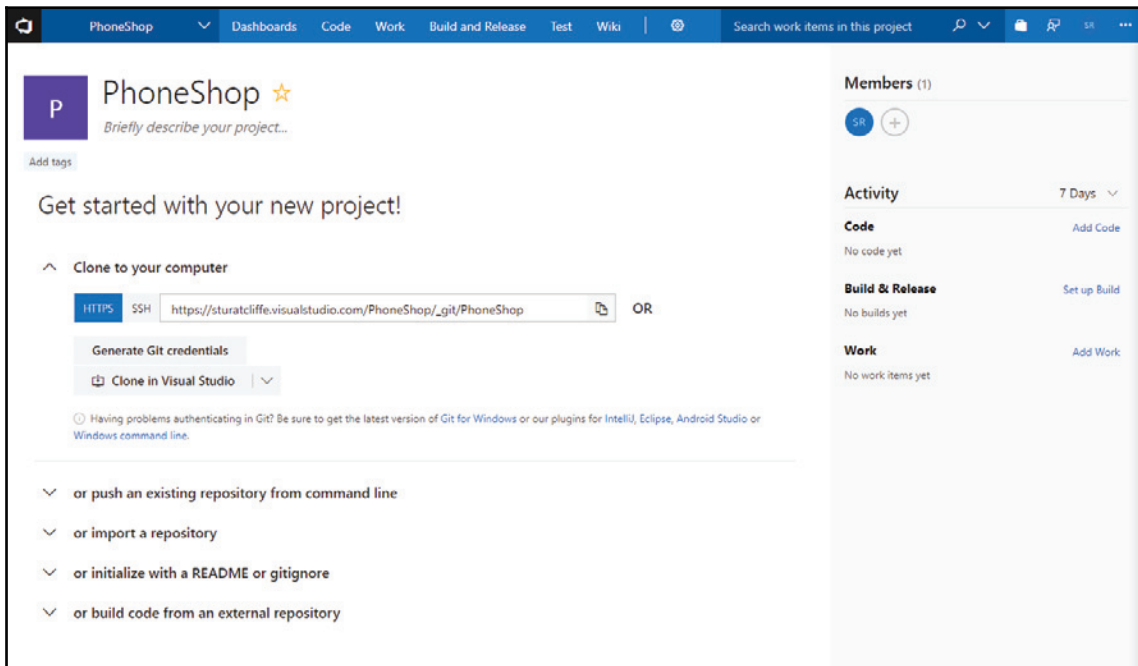 PhoneShop Dashboards Code Work Build and Release Test Wiki Search work items in this project SR
P
PhoneShop
Briefly describe your project...
Add tags
Get started with your new project!
Clone to your computer
HTTPS SSH https://sturatcliffe.visualstudio.com/PhoneShop/_git/PhoneShop OR
Generate Git credentials
Clone in Visual Studio
Having problems authenticating in Git? Be sure to get the latest version of Git for Windows or our plugins for IntelliJ, Eclipse, Android Studio or
Windows command line.
or push an existing repository from command line
or import a repository
or initialize with a README or gitignore
or build code from an external repository
Members (1)
SR
Activity 7 Days
Code Add Code
No code yet
Build & Release Set up Build
No builds yet
Work Add Work
No work items yet